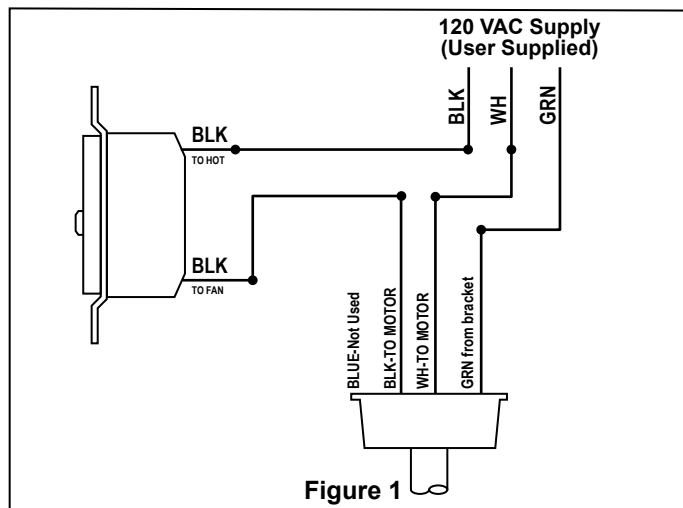 120 VAC Supply
(User Supplied)
BLK
WH
GRN
BLK
TO HOT
BLK
TO FAN
BLUE-Not Used
BLK-TO MOTOR
WH-TO MOTOR
GRN from bracket
Figure 1